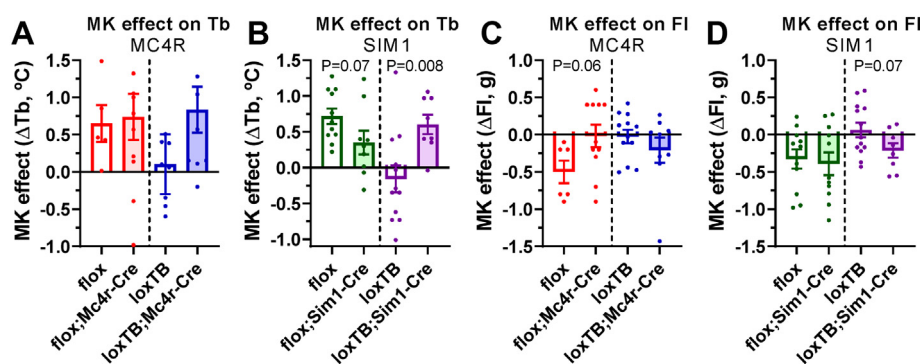 A
MK effect on Tb
MC4R
MK effect (ΔTb, ºC)
1.5
1.0
0.5
0.0
-0.5
-1.0
flox
flox;Mc4r-Cre
loxTB
loxTB;Mc4r-Cre
B
MK effect on Tb
SIM1
P=0.07
P=0.008
MK effect (ΔTb, ºC)
1.5
1.0
0.5
0.0
-0.5
-1.0
flox
flox;Sim1-Cre
loxTB
loxTB;Sim1-Cre
C
MK effect on FI
MC4R
P=0.06
MK effect (ΔFI, g)
1.0
0.5
0.0
-0.5
-1.0
-1.5
flox
flox;Mc4r-Cre
loxTB
loxTB;Mc4r-Cre
D
MK effect on FI
SIM1
P=0.07
MK effect (ΔFI, g)
1.0
0.5
0.0
-0.5
-1.0
-1.5
flox
flox;Sim1-Cre
loxTB
loxTB;Sim1-Cre